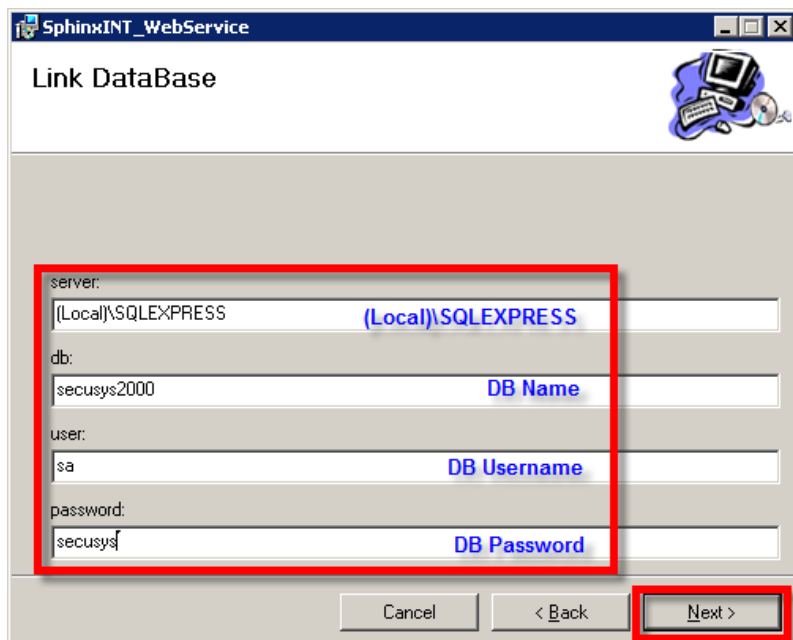 SphinxINT_WebService
Link DataBase
server:
(Local)\SQLEXPRESS (Local)\SQLEXPRESS
db:
secusys2000 DB Name
user:
sa DB Username
password:
secusys DB Password
Cancel < Back Next >